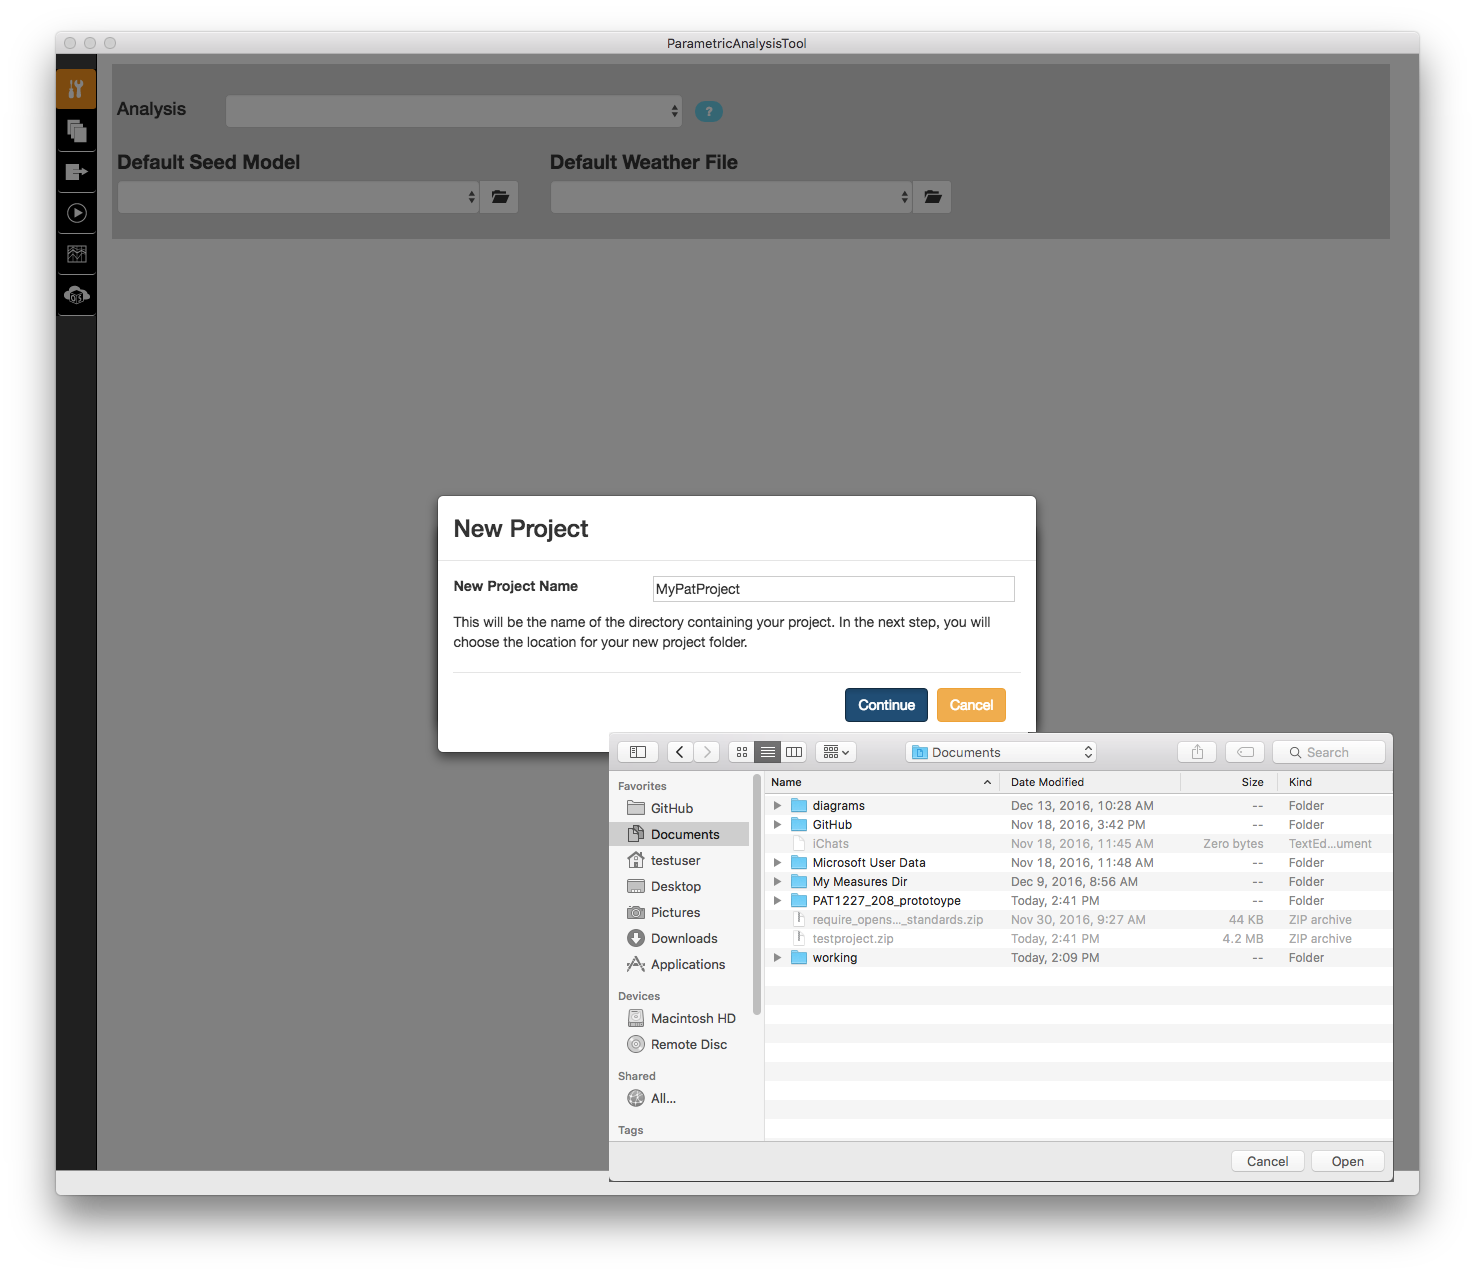 ParametricAnalysisTool
Analysis
?
Default Seed Model
Default Weather File
New Project
New Project Name
MyPatProject
This will be the name of the directory containing your project. In the next step, you will
choose the location for your new project folder.
Continue
Cancel
Documents
Search
Favorites
GitHub
Documents
testuser
Desktop
Pictures
Downloads
Applications
Devices
Macintosh HD
Remote Disc
Shared
All...
Tags
Name Date Modified Size Kind
diagrams Dec 13, 2016, 10:28 AM -- Folder
GitHub Nov 18, 2016, 3:42 PM -- Folder
iChats Nov 18, 2016, 11:45 AM Zero bytes TextEd...ument
Microsoft User Data Nov 18, 2016, 11:48 AM -- Folder
My Measures Dir Dec 9, 2016, 8:56 AM -- Folder
PAT1227_208_prototoype Today, 2:41 PM -- Folder
require_opens..._standards.zip Nov 30, 2016, 9:27 AM 44 KB ZIP archive
testproject.zip Today, 2:41 PM 4.2 MB ZIP archive
working Today, 2:09 PM -- Folder
Cancel
Open